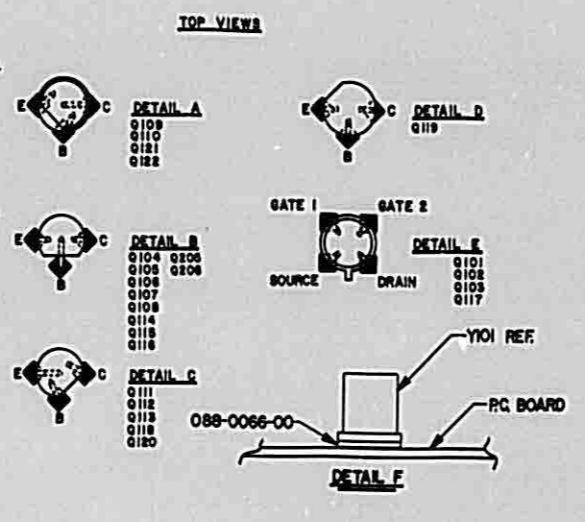 TOP VIEWS
E C
B
DETAIL A
Q109
Q110
Q121
Q122
E C
B
DETAIL D
Q119
E C
B
DETAIL B
Q104 Q205
Q105 Q206
Q106
Q107
Q108
Q114
Q115
Q116
GATE 1 GATE 2
SOURCE DRAIN
DETAIL E
Q101
Q102
Q103
Q117
E C
B
DETAIL C
Q111
Q112
Q113
Q118
Q120
Y101 REF.
088-0066-00
P.C. BOARD
DETAIL F